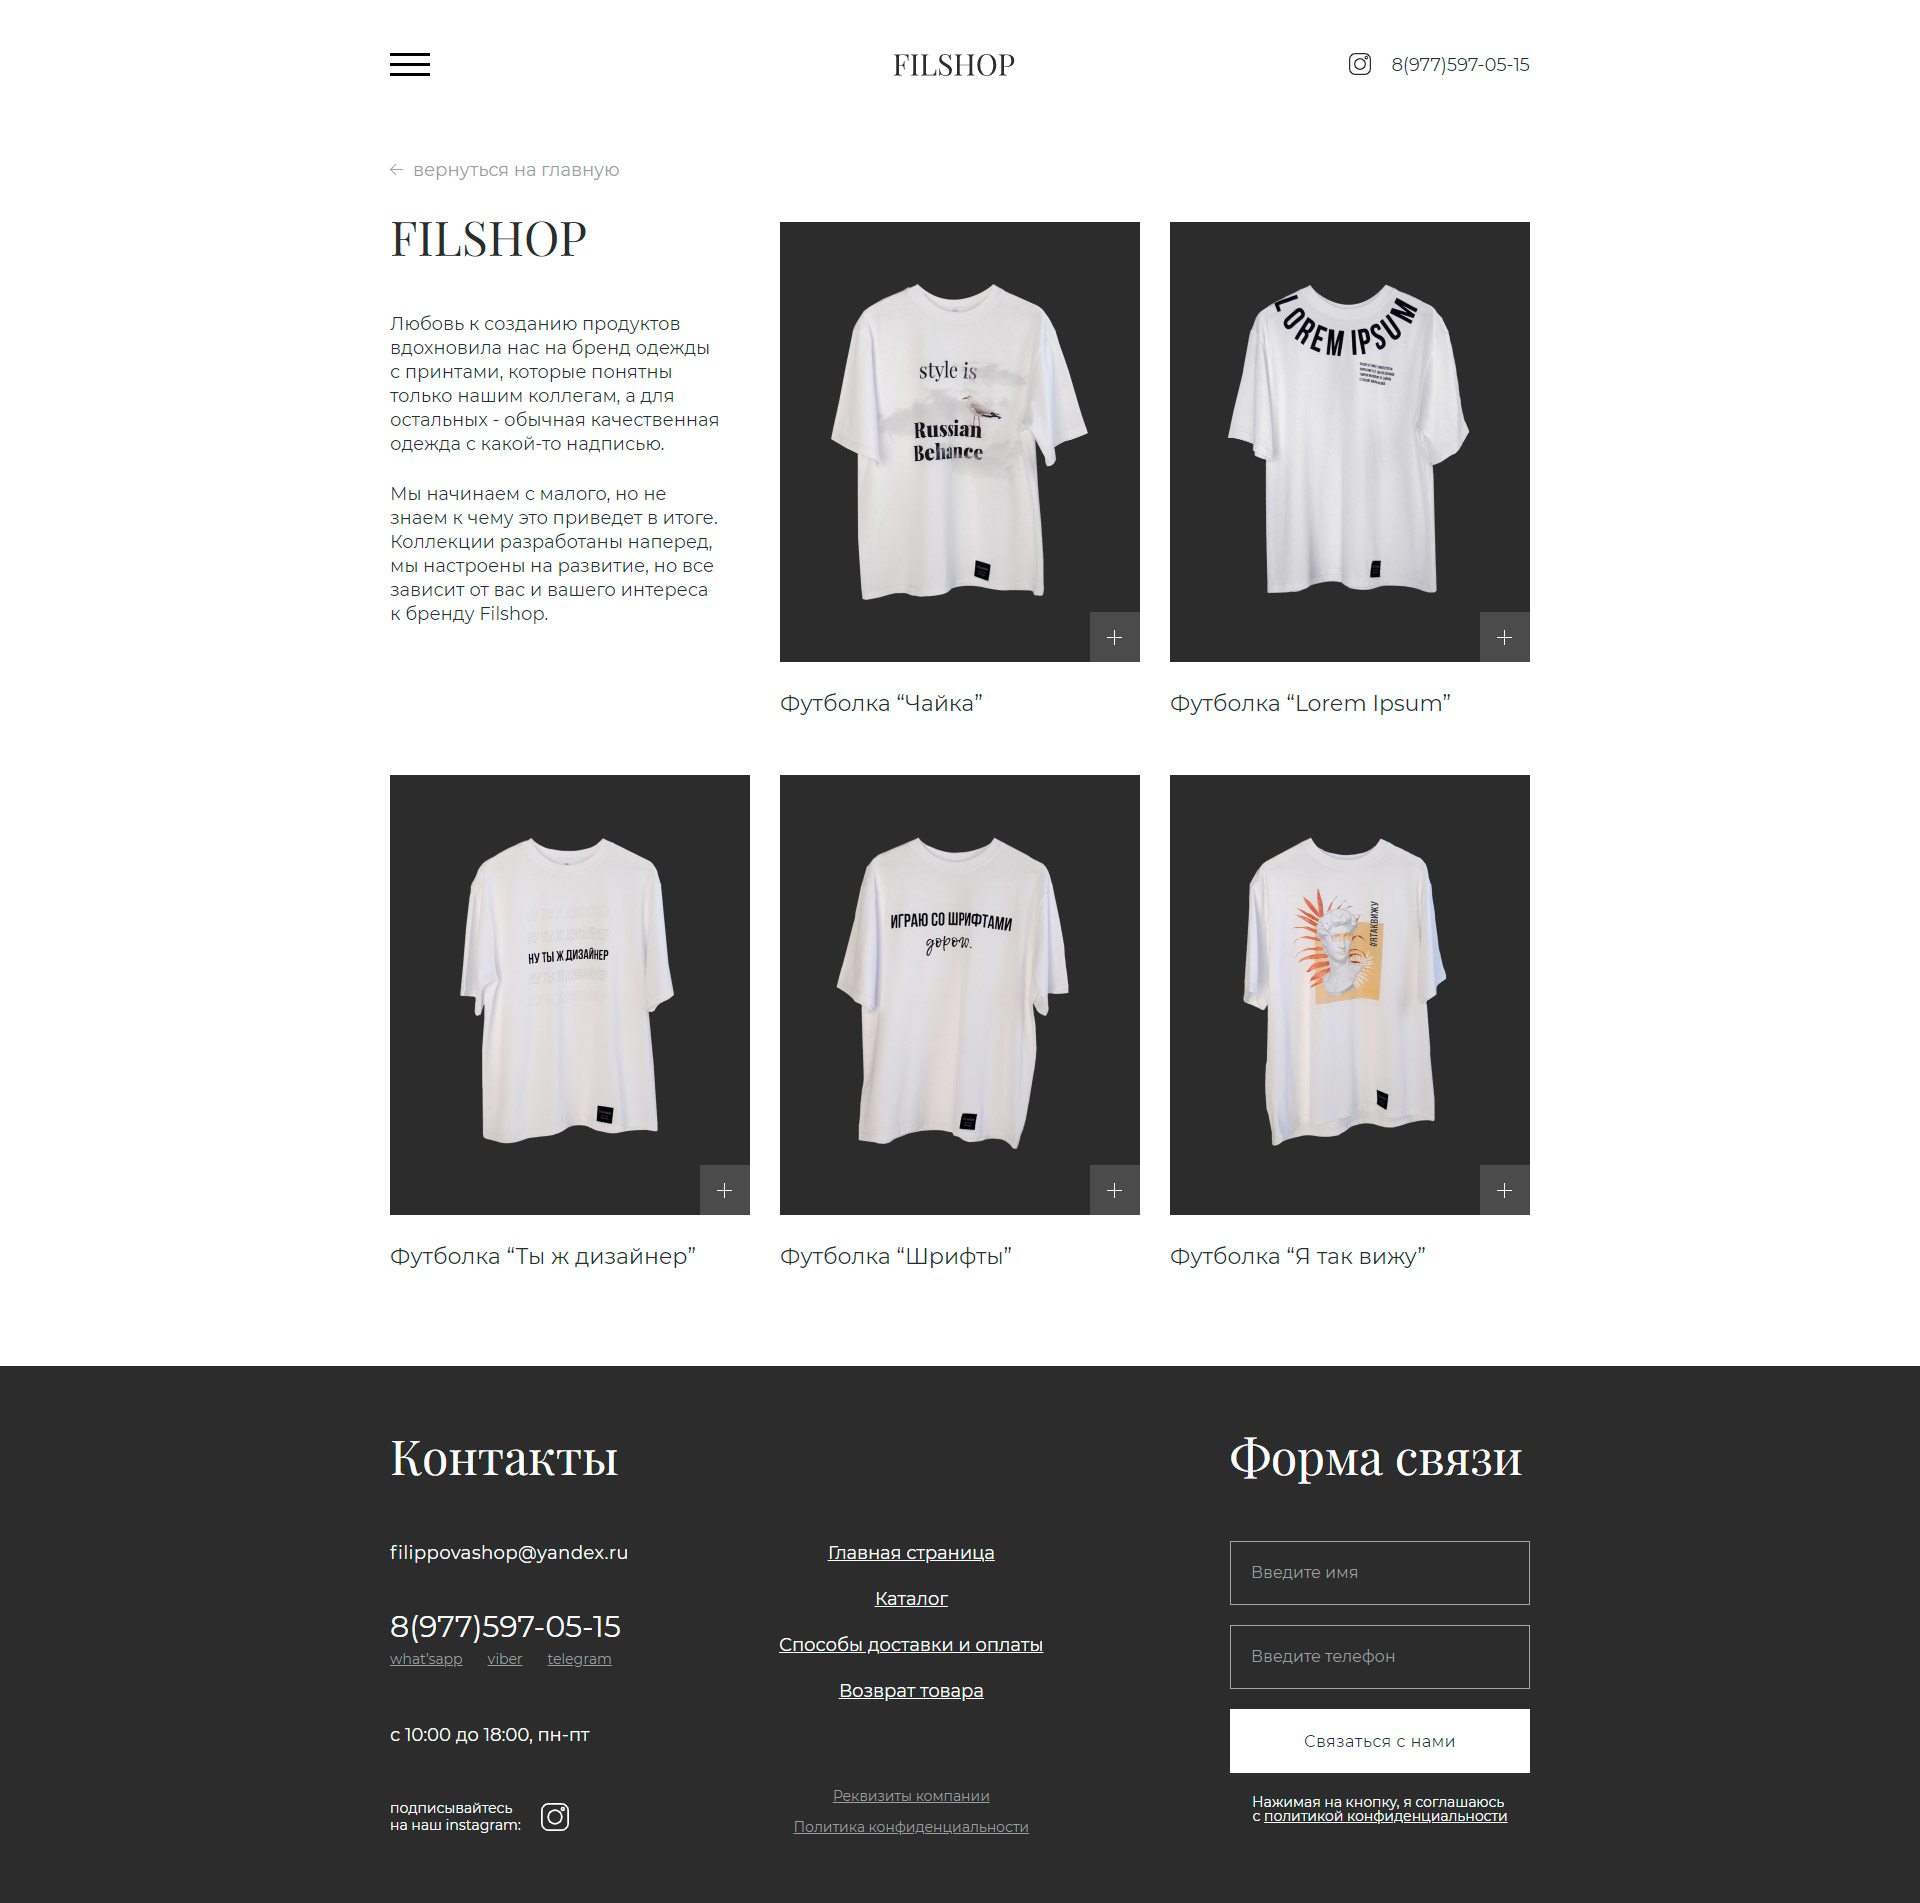 FILSHOP
8(977)597-05-15
вернуться на главную
FILSHOP
Любовь к созданию продуктов
вдохновила нас на бренд одежды
с принтами, которые понятны
только нашим коллегам, а для
остальных - обычная качественная
одежда с какой-то надписью.
Мы начинаем с малого, но не
знаем к чему это приведет в итоге.
Коллекции разработаны наперед,
мы настроены на развитие, но все
зависит от вас и вашего интереса
к бренду Filshop.
style is
Russian
Behance
LOREM IPSUM
Футболка “Чайка”
Футболка “Lorem Ipsum”
НУ ТЫ Ж ДИЗАЙНЕР
ИГРАЮ СО ШРИФТАМИ
дорого.
#ЯТАКВИЖУ
Футболка “Ты ж дизайнер”
Футболка “Шрифты”
Футболка “Я так вижу”
Контакты
filippovashop@yandex.ru
8(977)597-05-15
what'sapp viber telegram
с 10:00 до 18:00, пн-пт
подписывайтесь
на наш instagram:
Главная страница
Каталог
Способы доставки и оплаты
Возврат товара
Реквизиты компании
Политика конфиденциальности
Форма связи
Введите имя
Введите телефон
Связаться с нами
Нажимая на кнопку, я соглашаюсь
с политикой конфиденциальности